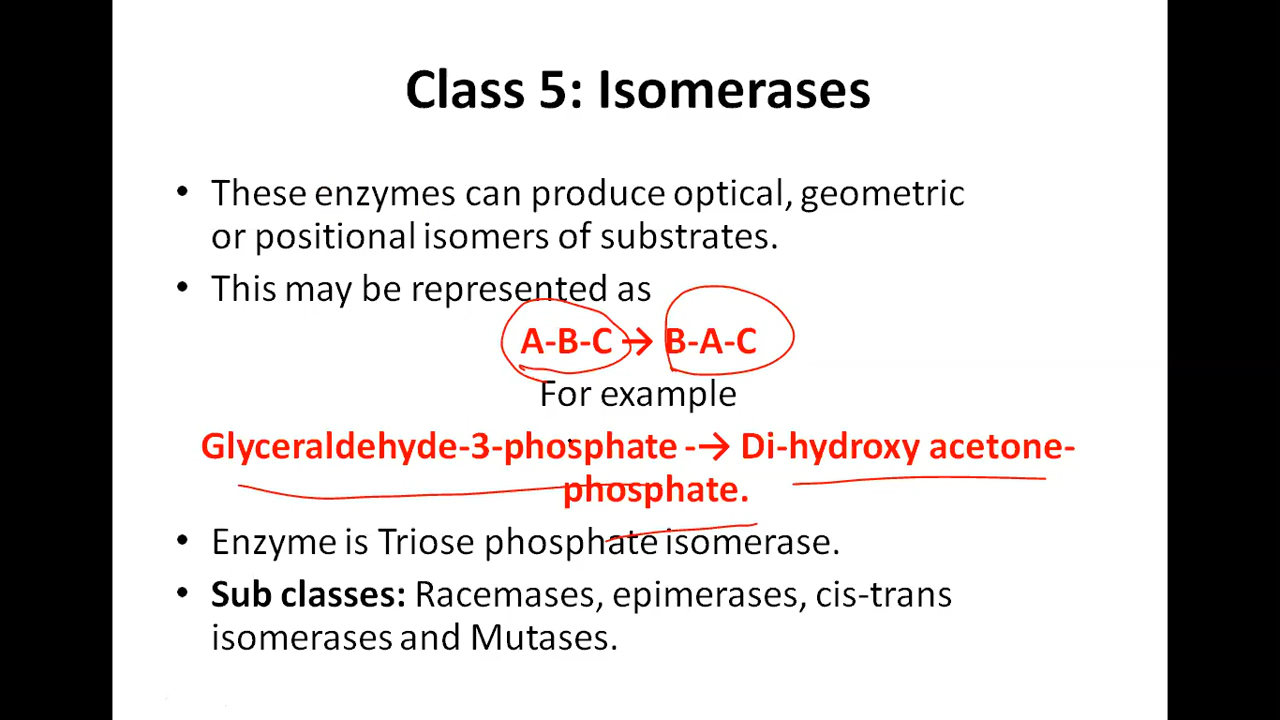 Class 5: Isomerases
• These enzymes can produce optical, geometric
or positional isomers of substrates.
• This may be represented as
A-B-C → B-A-C
For example
Glyceraldehyde-3-phosphate -→ Di-hydroxy acetone-
phosphate.
• Enzyme is Triose phosphate isomerase.
• Sub classes: Racemases, epimerases, cis-trans
isomerases and Mutases.